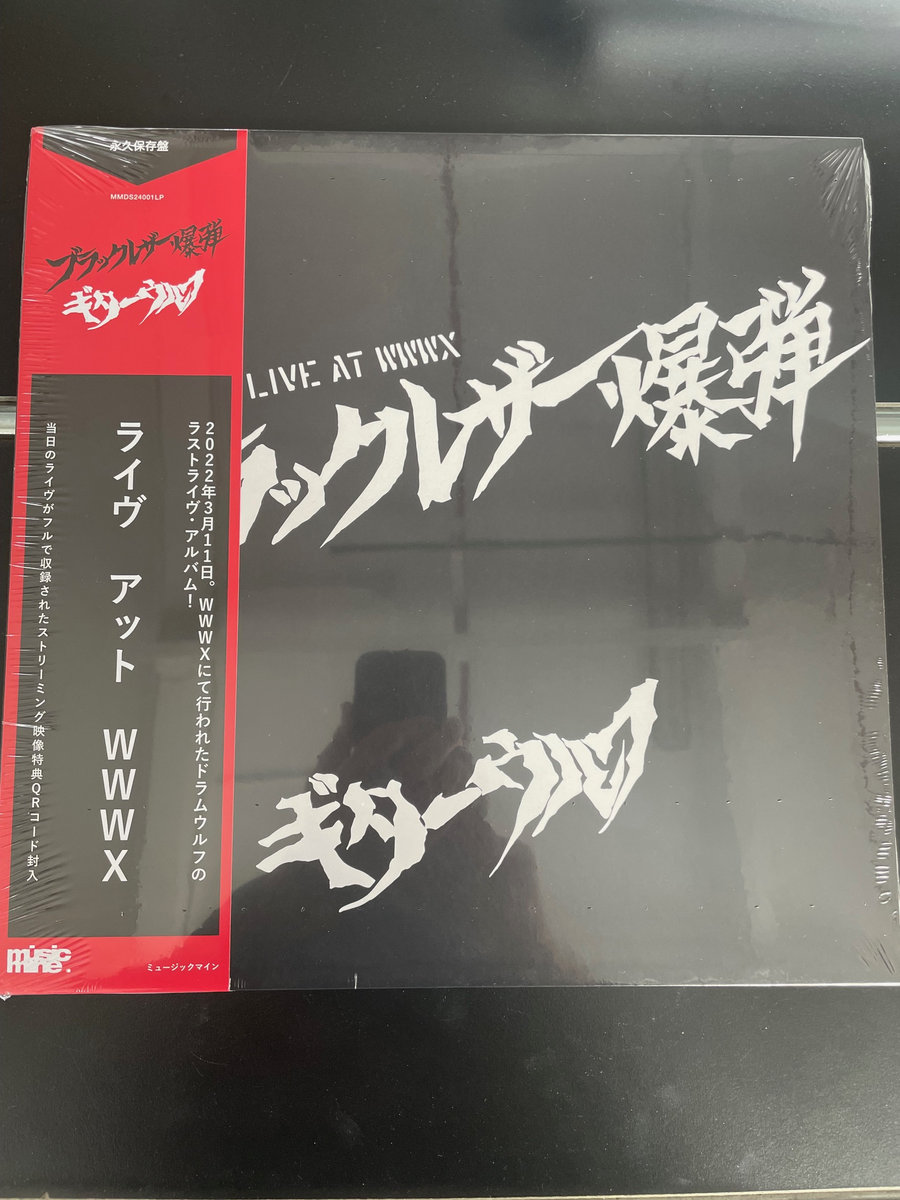 永久保存盤
MMDS24001LP
ブラックレザー爆弾
ギターウルフ
2022年3月11日。WWWXにて行われたドラムウルフの
ラストライヴ・アルバム！
ライヴ アット WWWX
当日のライヴがフルで収録されたストリーミング映像特典QRコード封入
music
mine.
ミュージックマイン
LIVE AT WWWX
ラックレザー爆弾
ギターウルフ